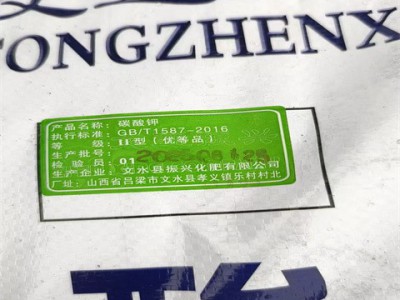 TONGZHENX
产品名称：碳酸钾
执行标准：GB/T1587-2016
等 级：II型（优等品）
生产批号：
检 验 员：01
生产企业：文水县振兴化肥有限公司
厂址：山西省吕梁市文水县孝义镇乐村村北